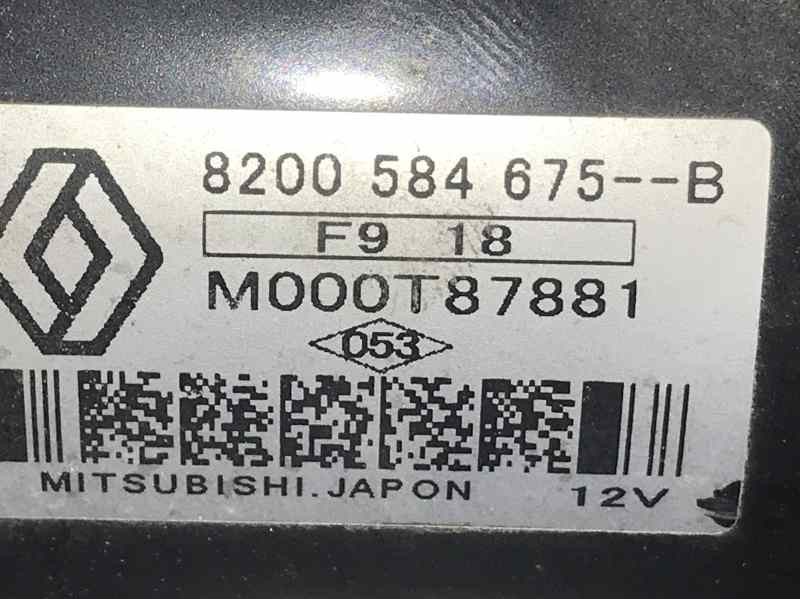 8200 584 675--B
F9 18
M000T87881
053
MITSUBISHI.JAPON 12V